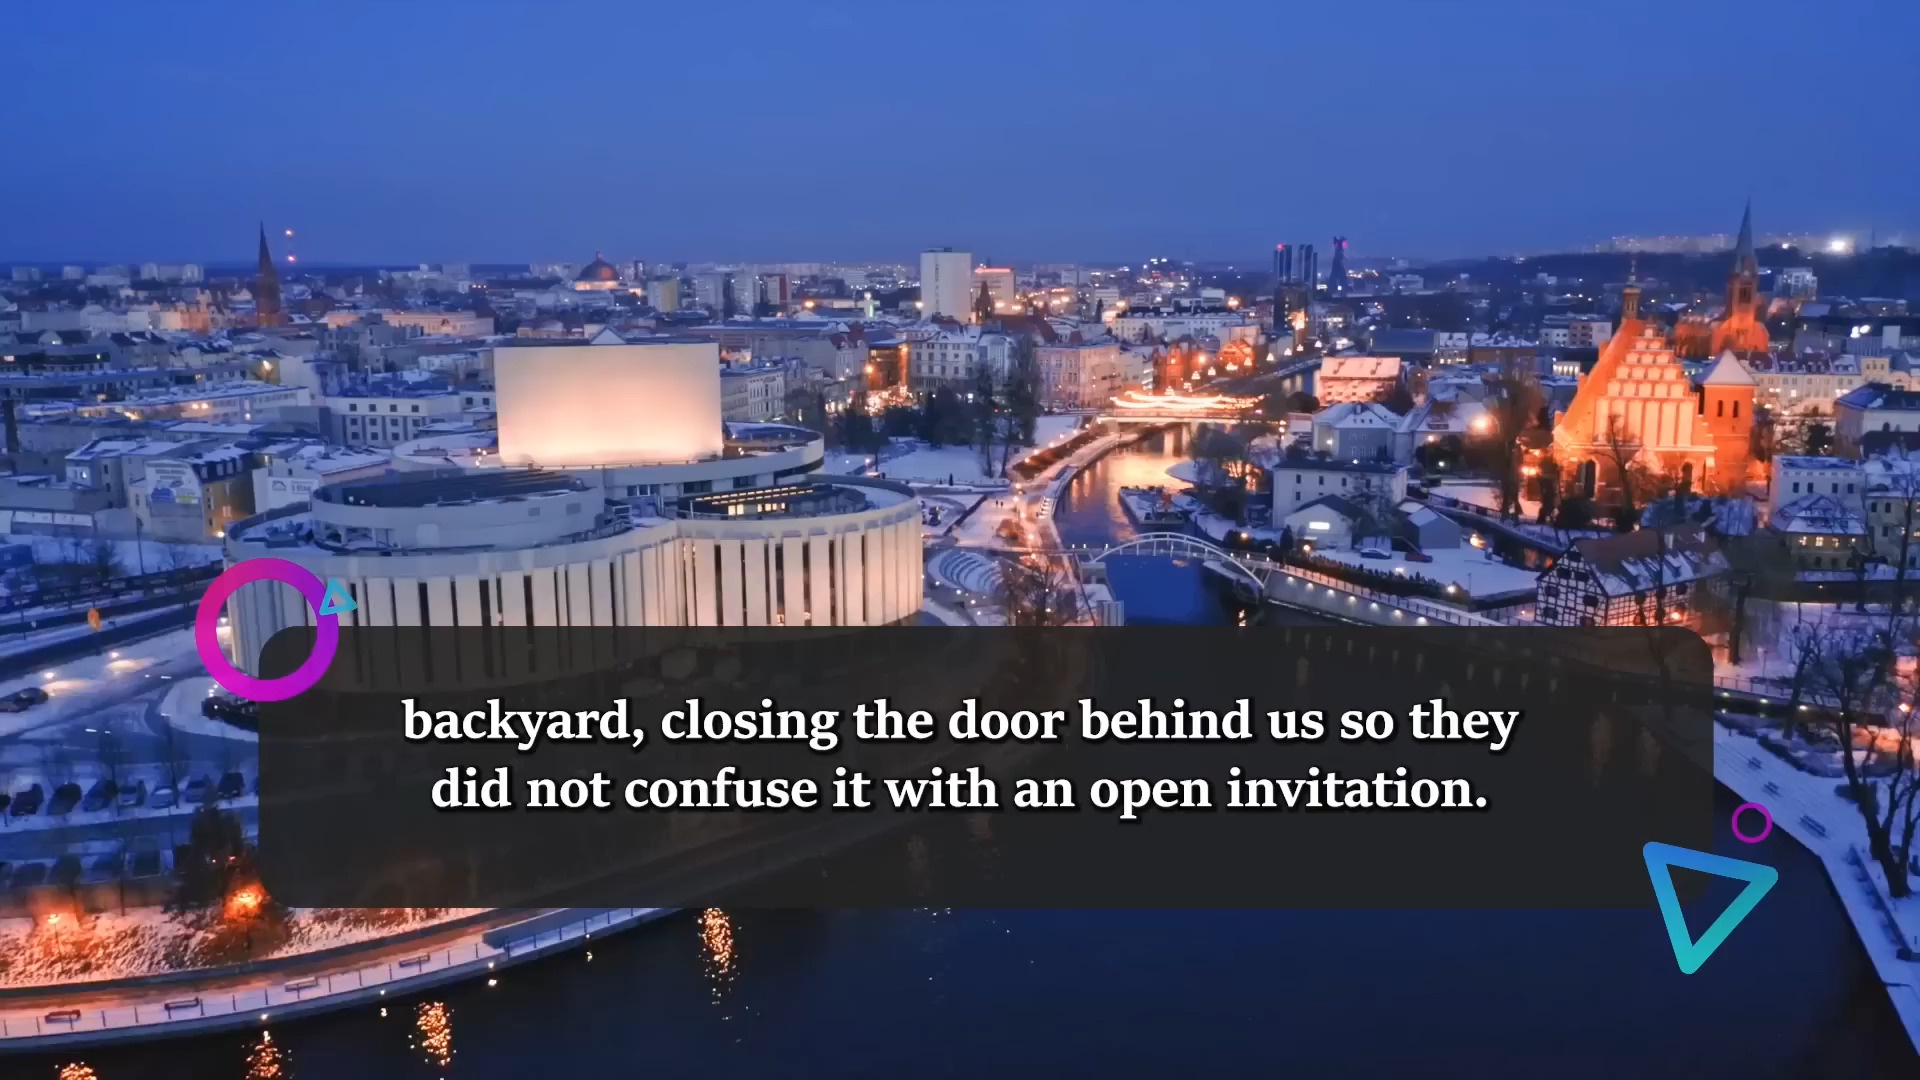 backyard, closing the door behind us so they
did not confuse it with an open invitation.